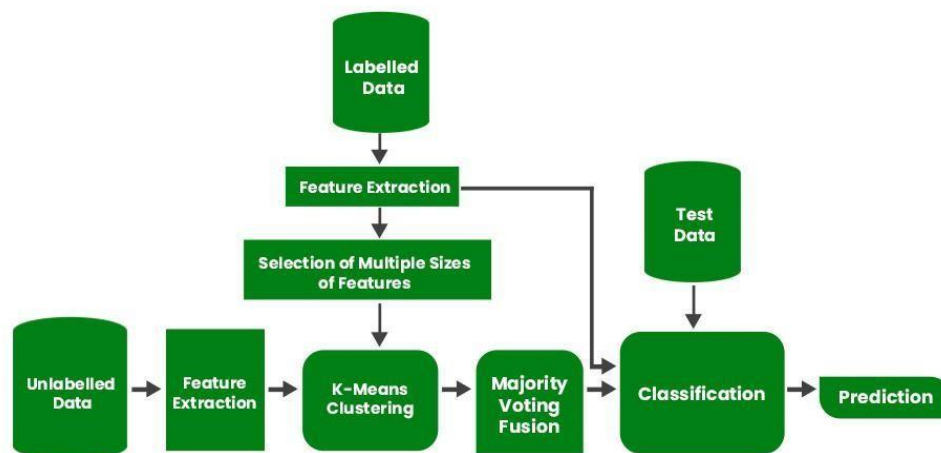 Labelled
Data
Feature Extraction
Test
Data
Selection of Multiple Sizes
of Features
Unlabelled
Data
Feature
Extraction
K-Means
Clustering
Majority
Voting
Fusion
Classification
Prediction